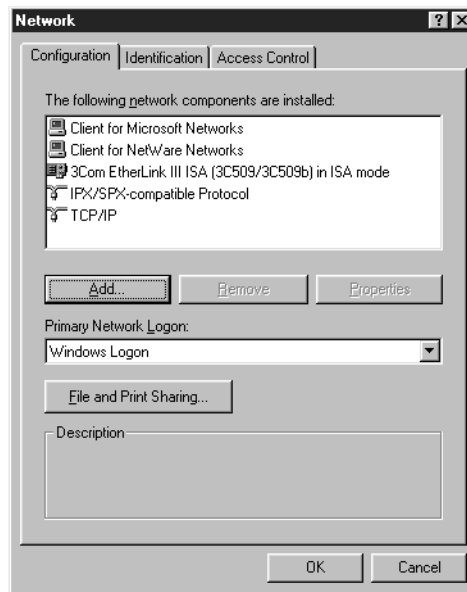 Network
Configuration Identification Access Control
The following network components are installed:
Client for Microsoft Networks
Client for NetWare Networks
3Com EtherLink III ISA (3C509/3C509b) in ISA mode
IPX/SPX-compatible Protocol
TCP/IP
Add... Remove Properties
Primary Network Logon:
Windows Logon
File and Print Sharing...
Description
OK Cancel